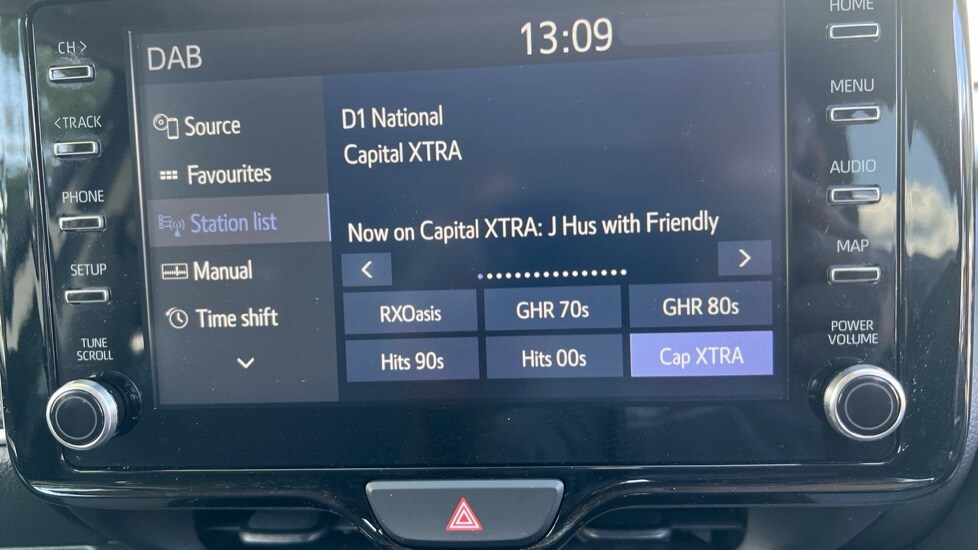 CH >
< TRACK
PHONE
SETUP
TUNE
SCROLL
DAB
13:09
Source
Favourites
Station list
Manual
Time shift
D1 National
Capital XTRA
Now on Capital XTRA: J Hus with Friendly
RXOasis
GHR 70s
GHR 80s
Hits 90s
Hits 00s
Cap XTRA
HOME
MENU
AUDIO
MAP
POWER
VOLUME